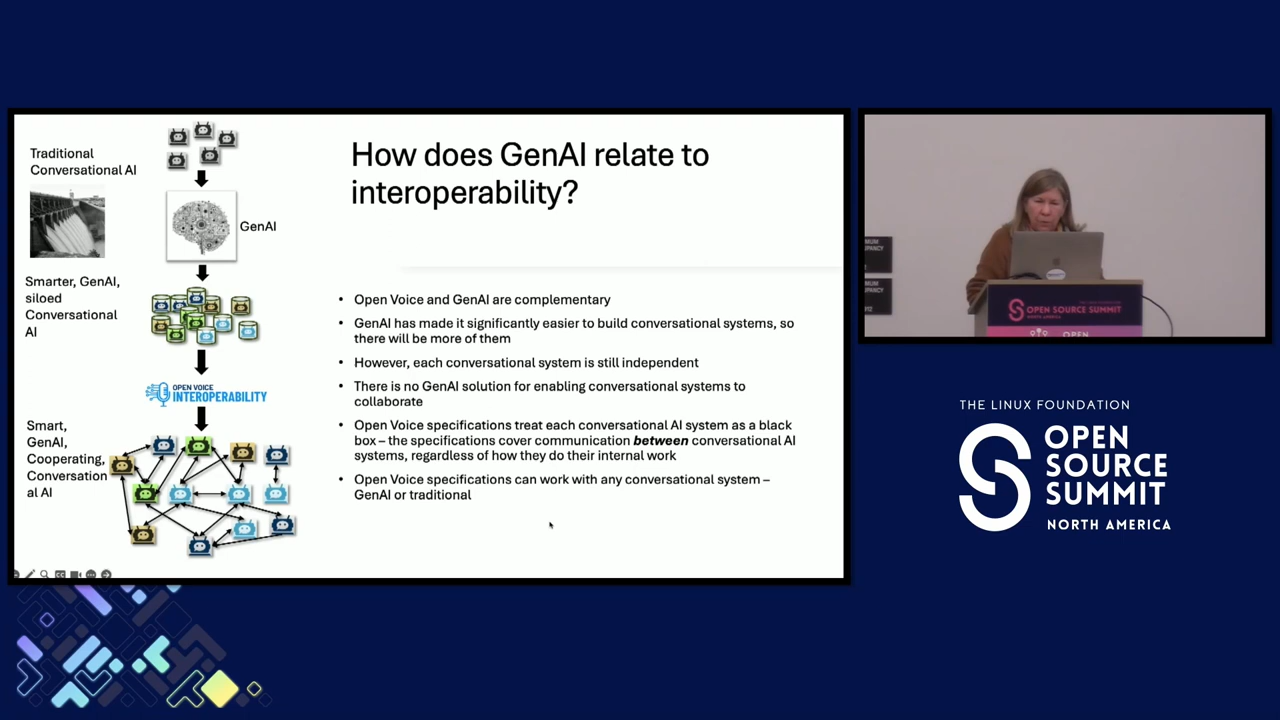 Traditional
Conversational AI
GenAI
Smarter, GenAI,
siloed
Conversational
AI
OPEN VOICE
INTEROPERABILITY
Smart,
GenAI,
Cooperating,
Conversation
al AI
How does GenAI relate to
interoperability?
• Open Voice and GenAI are complementary
• GenAI has made it significantly easier to build conversational systems, so
there will be more of them
• However, each conversational system is still independent
• There is no GenAI solution for enabling conversational systems to
collaborate
• Open Voice specifications treat each conversational AI system as a black
box – the specifications cover communication between conversational AI
systems, regardless of how they do their internal work
• Open Voice specifications can work with any conversational system –
GenAI or traditional
OPEN SOURCE SUMMIT
OPEN
THE LINUX FOUNDATION
OPEN
SOURCE
SUMMIT
NORTH AMERICA